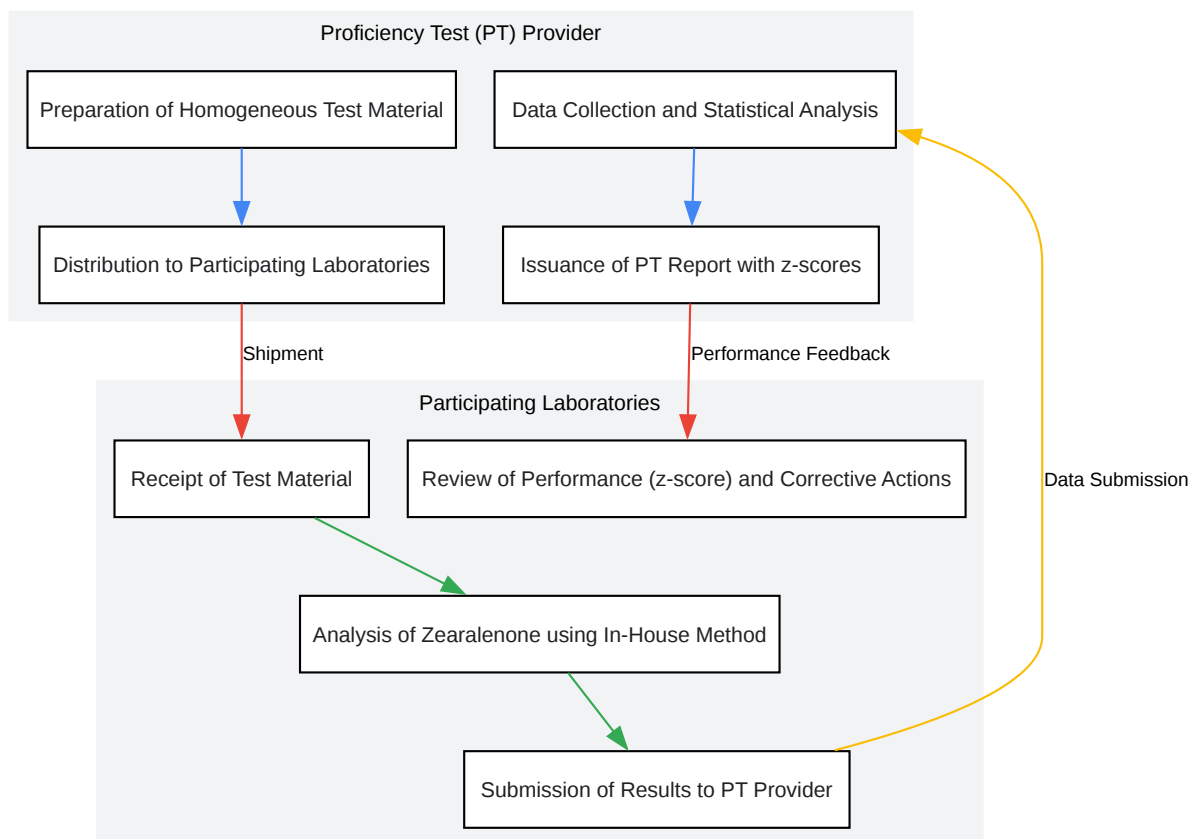 Proficiency Test (PT) Provider
Preparation of Homogeneous Test Material
Data Collection and Statistical Analysis
Distribution to Participating Laboratories
Issuance of PT Report with z-scores
Shipment
Performance Feedback
Participating Laboratories
Receipt of Test Material
Review of Performance (z-score) and Corrective Actions
Data Submission
Analysis of Zearalenone using In-House Method
Submission of Results to PT Provider